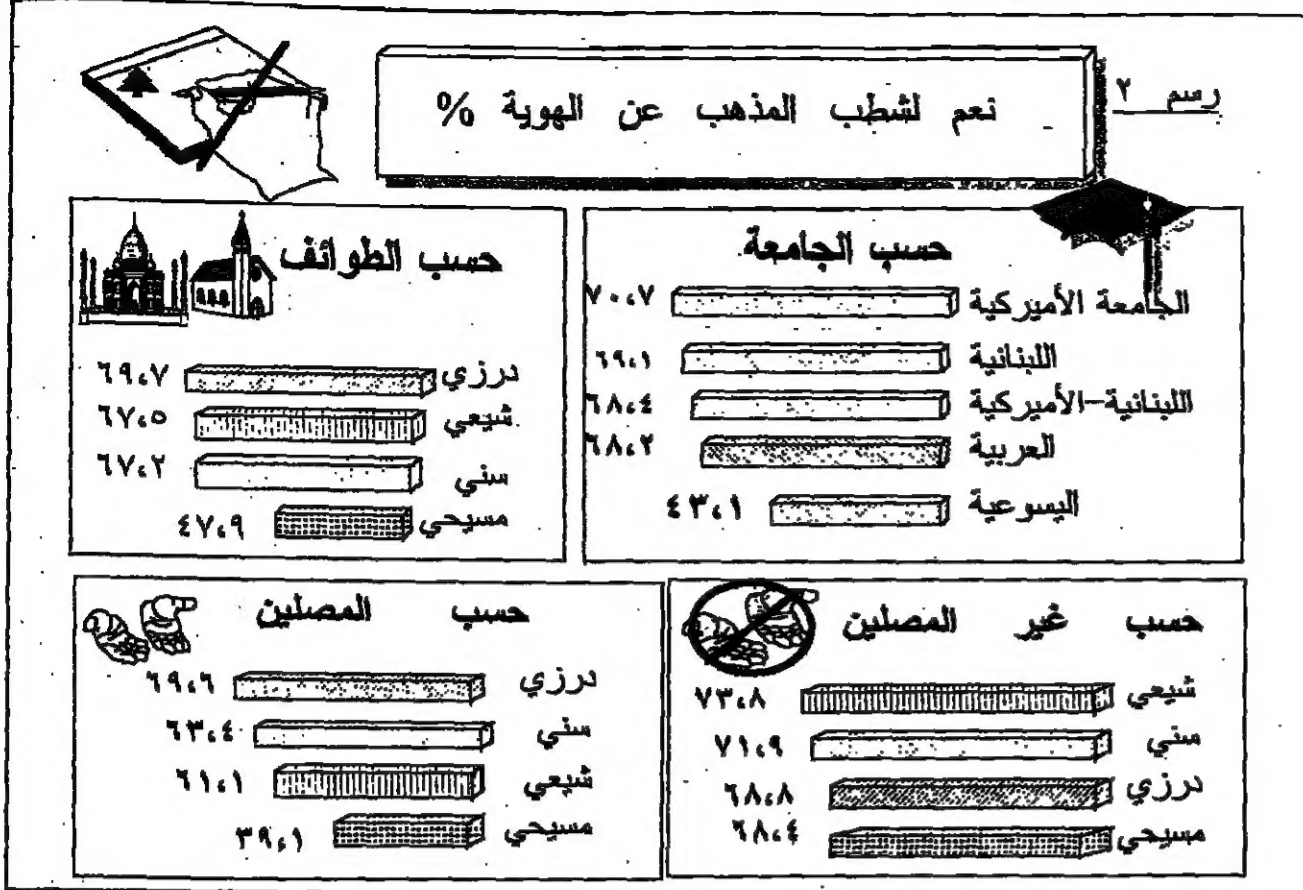 رسم ٢
نعم لشطب المذهب عن الهوية %
حسب الجامعة
الجامعة الأميركية ٧٠،٧
اللبنانية ٦٩،١
اللبنانية-الأميركية ٦٨،٤
العربية ٦٨،٢
اليسوعية ٤٣،١
حسب الطوائف
درزي ٦٩،٧
شيعي ٦٧،٥
سني ٦٧،٢
مسيحي ٤٧،٩
حسب غير المصلين
شيعي ٧٣،٨
سني ٧١،٩
درزي ٦٨،٨
مسيحي ٦٨،٤
حسب المصلين
درزي ٦٩،٦
سني ٦٣،٤
شيعي ٦١،١
مسيحي ٣٩،١